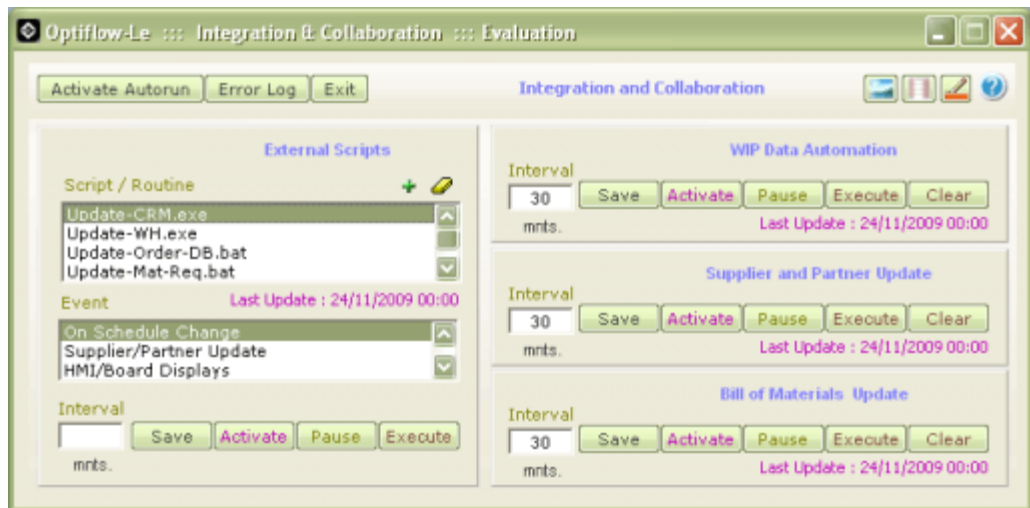 Optiflow-Le ::: Integration & Collaboration ::: Evaluation
Activate Autorun Error Log Exit
Integration and Collaboration
External Scripts
Script / Routine
Update-CRM.exe
Update-WH.exe
Update-Order-DB.bat
Update-Mat-Req.bat
Event Last Update : 24/11/2009 00:00
On Schedule Change
Supplier/Partner Update
HMI/Board Displays
Interval
Save Activate Pause Execute
mnts.
WIP Data Automation
Interval
30 Save Activate Pause Execute Clear
mnts. Last Update : 24/11/2009 00:00
Supplier and Partner Update
Interval
30 Save Activate Pause Execute Clear
mnts. Last Update : 24/11/2009 00:00
Bill of Materials Update
Interval
30 Save Activate Pause Execute Clear
mnts. Last Update : 24/11/2009 00:00